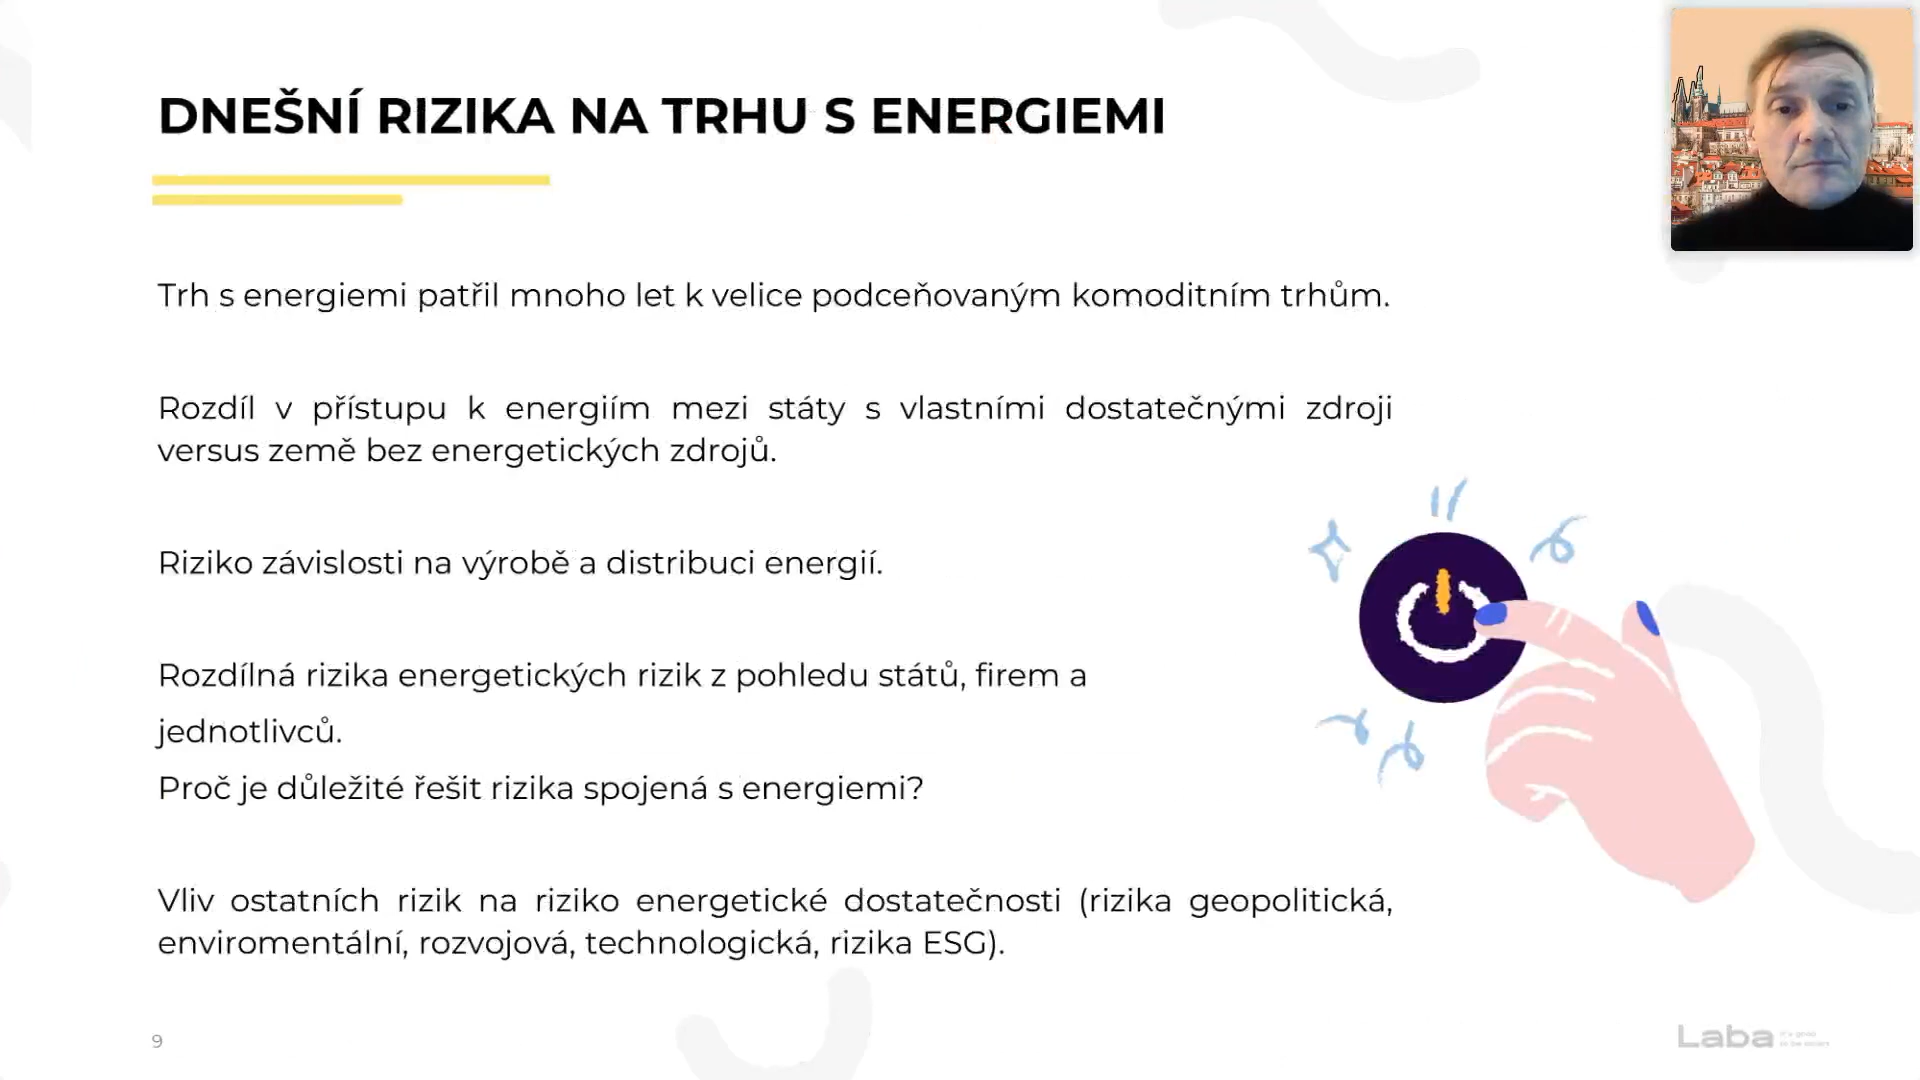 DNEŠNÍ RIZIKA NA TRHU S ENERGIEMI
Trh s energiemi patřil mnoho let k velice podceňovaným komoditním trhům.
Rozdíl v přístupu k energiím mezi státy s vlastními dostatečnými zdroji
versus země bez energetických zdrojů.
Riziko závislosti na výrobě a distribuci energií.
Rozdílná rizika energetických rizik z pohledu států, firem a
jednotlivců.
Proč je důležité řešit rizika spojená s energiemi?
Vliv ostatních rizik na riziko energetické dostatečnosti (rizika geopolitická,
enviromentální, rozvojová, technologická, rizika ESG).
9
Laba